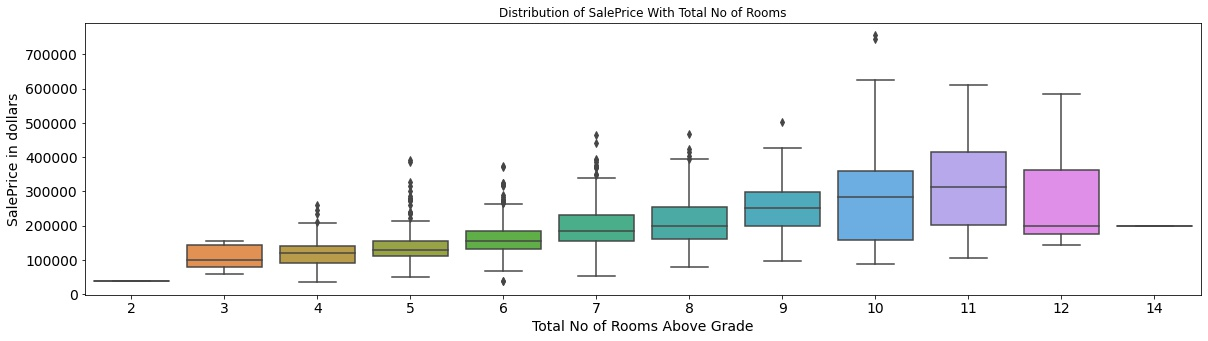 Distribution of SalePrice With Total No of Rooms
700000
600000
500000
400000
300000
200000
100000
0
SalePrice in dollars
2 3 4 5 6 7 8 9 10 11 12 14
Total No of Rooms Above Grade